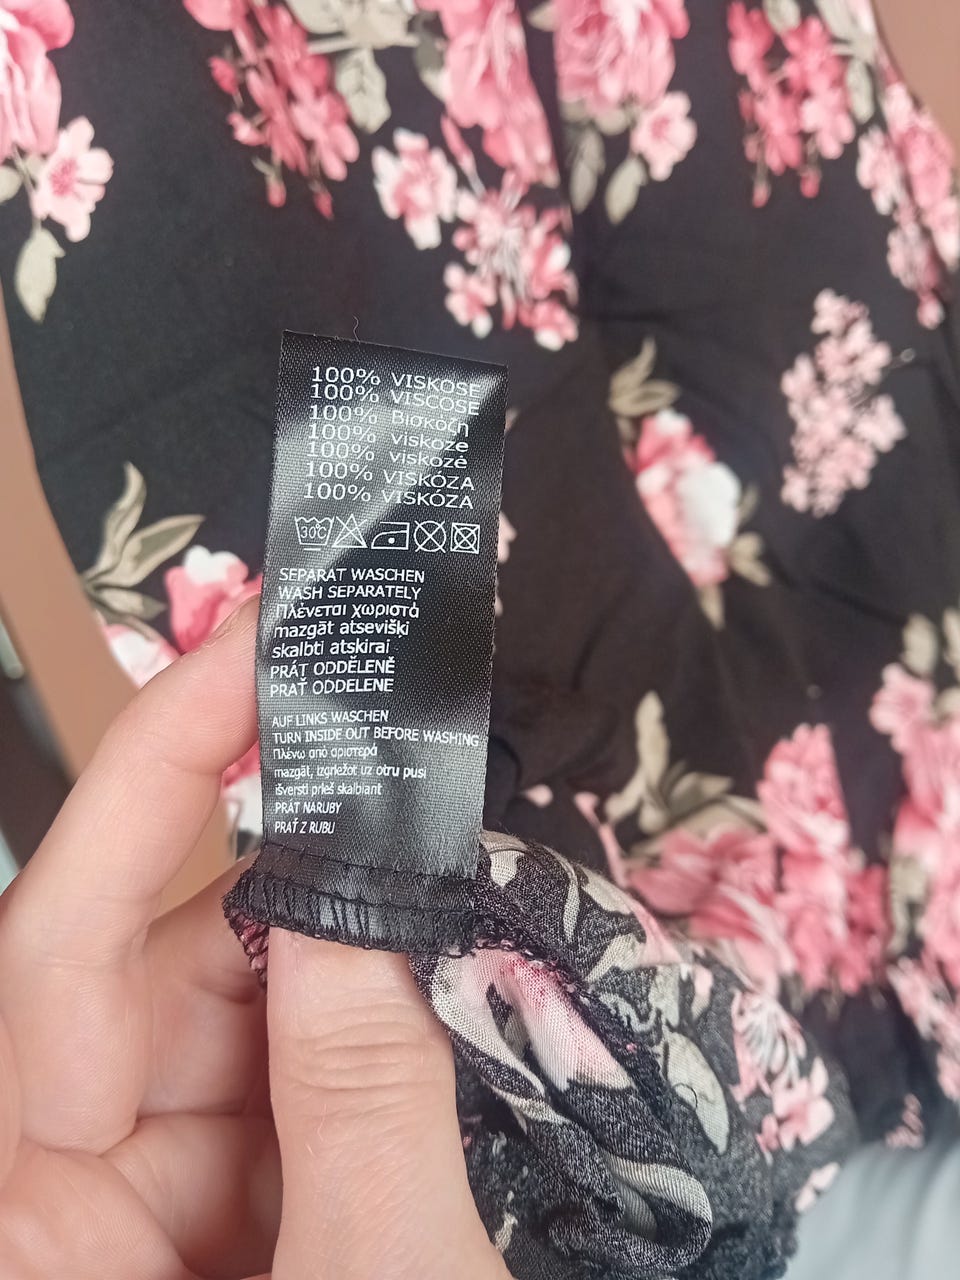 100% VISKOSE
100% VISCOSE
100% Βισκόζη
100% viskoze
100% viskozė
100% VISKÓZA
100% VISKÓZA
30°C
SEPARAT WASCHEN
WASH SEPARATELY
Πλένεται χωριστά
mazgāt atsevišķi
skalbti atskirai
PRÁT ODDĚLENĚ
PRAŤ ODDELENE
AUF LINKS WASCHEN
TURN INSIDE OUT BEFORE WASHING
Πλένω από αριστερά
mazgāt, izgriežot uz otru pusi
išversti prieš skalbiant
PRÁT NARUBY
PRAŤ Z RUBU